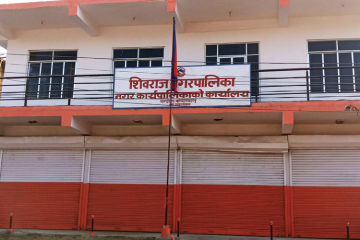 शिवराज नगरपालिका
नगर कार्यपालिकाको कार्यालय